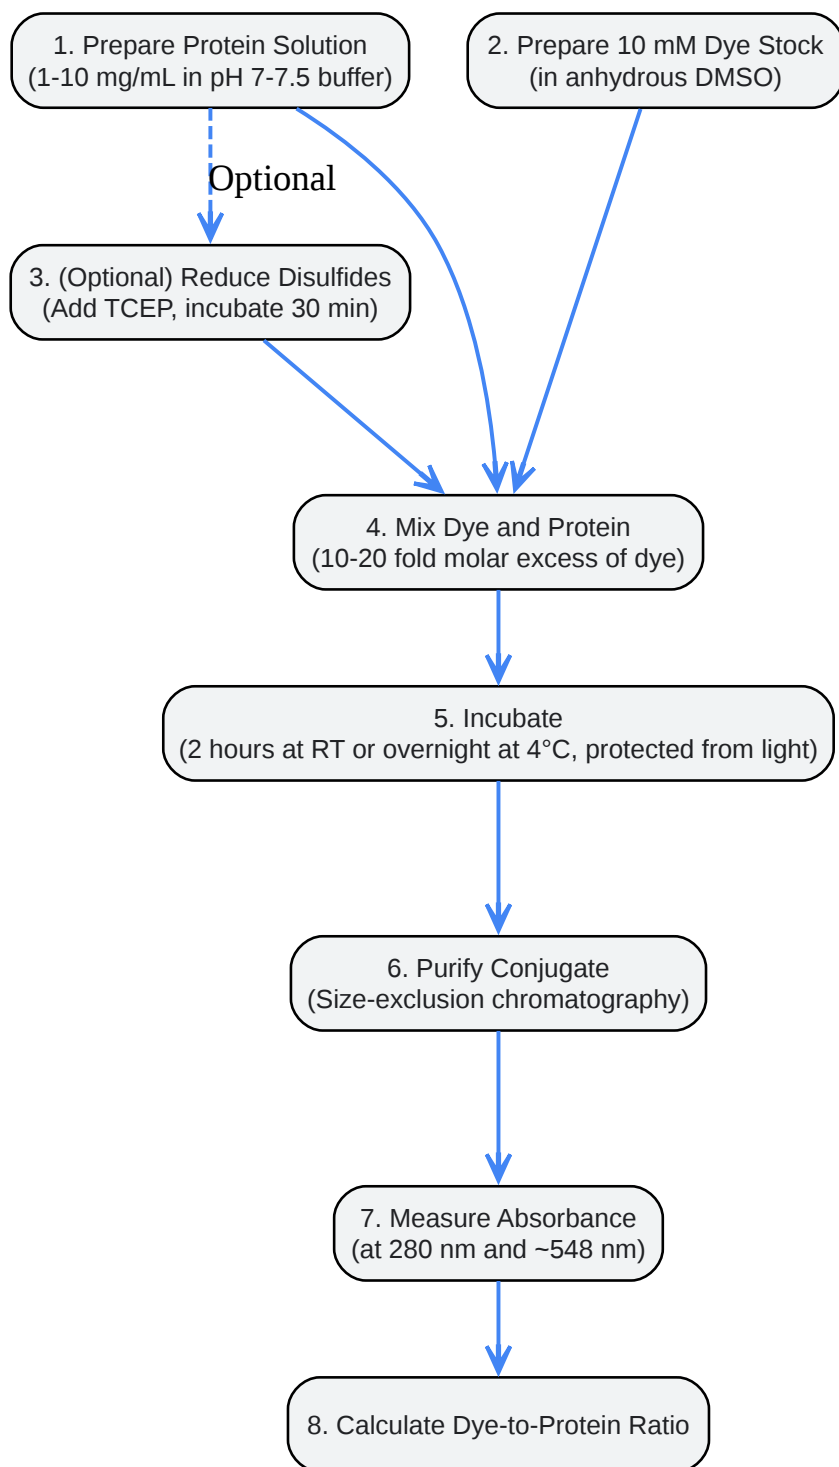 1. Prepare Protein Solution
(1-10 mg/mL in pH 7-7.5 buffer)
2. Prepare 10 mM Dye Stock
(in anhydrous DMSO)
Optional
3. (Optional) Reduce Disulfides
(Add TCEP, incubate 30 min)
4. Mix Dye and Protein
(10-20 fold molar excess of dye)
5. Incubate
(2 hours at RT or overnight at 4°C, protected from light)
6. Purify Conjugate
(Size-exclusion chromatography)
7. Measure Absorbance
(at 280 nm and ~548 nm)
8. Calculate Dye-to-Protein Ratio